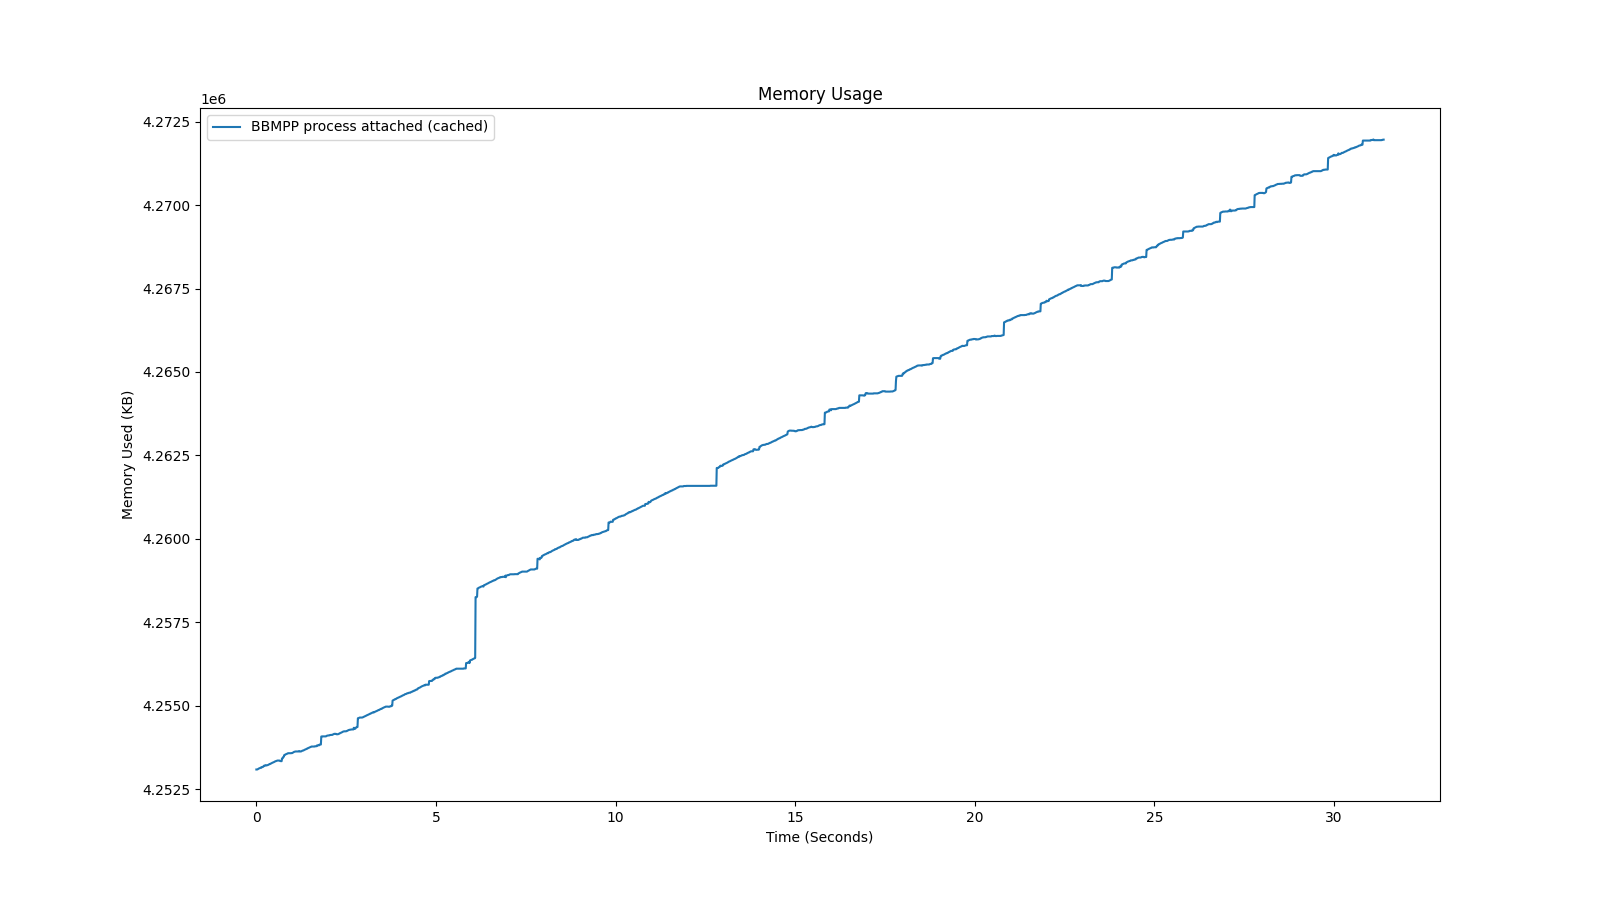 Memory Usage
1e6
4.2725
BBMPP process attached (cached)
4.2700
4.2675
4.2650
4.2625
4.2600
4.2575
4.2550
4.2525
Memory Used (KB)
0 5 10 15 20 25 30
Time (Seconds)